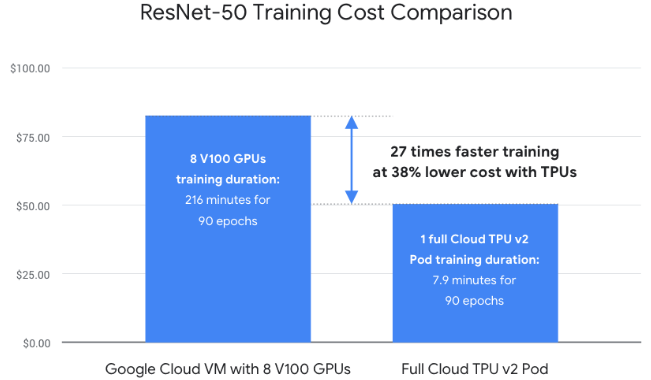 ResNet-50 Training Cost Comparison
$100.00
$75.00
$50.00
$25.00
$0.00
8 V100 GPUs
training duration:
216 minutes for
90 epochs
27 times faster training
at 38% lower cost with TPUs
1 full Cloud TPU v2
Pod training duration:
7.9 minutes for
90 epochs
Google Cloud VM with 8 V100 GPUs
Full Cloud TPU v2 Pod